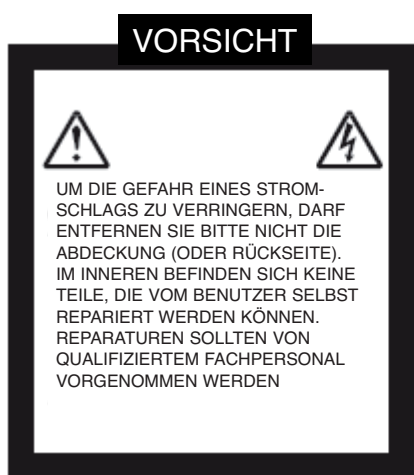 VORSICHT
UM DIE GEFAHR EINES STROM-
SCHLAGS ZU VERRINGERN, DARF
ENTFERNEN SIE BITTE NICHT DIE
ABDECKUNG (ODER RÜCKSEITE).
IM INNEREN BEFINDEN SICH KEINE
TEILE, DIE VOM BENUTZER SELBST
REPARIERT WERDEN KÖNNEN.
REPARATUREN SOLLTEN VON
QUALIFIZIERTEM FACHPERSONAL
VORGENOMMEN WERDEN